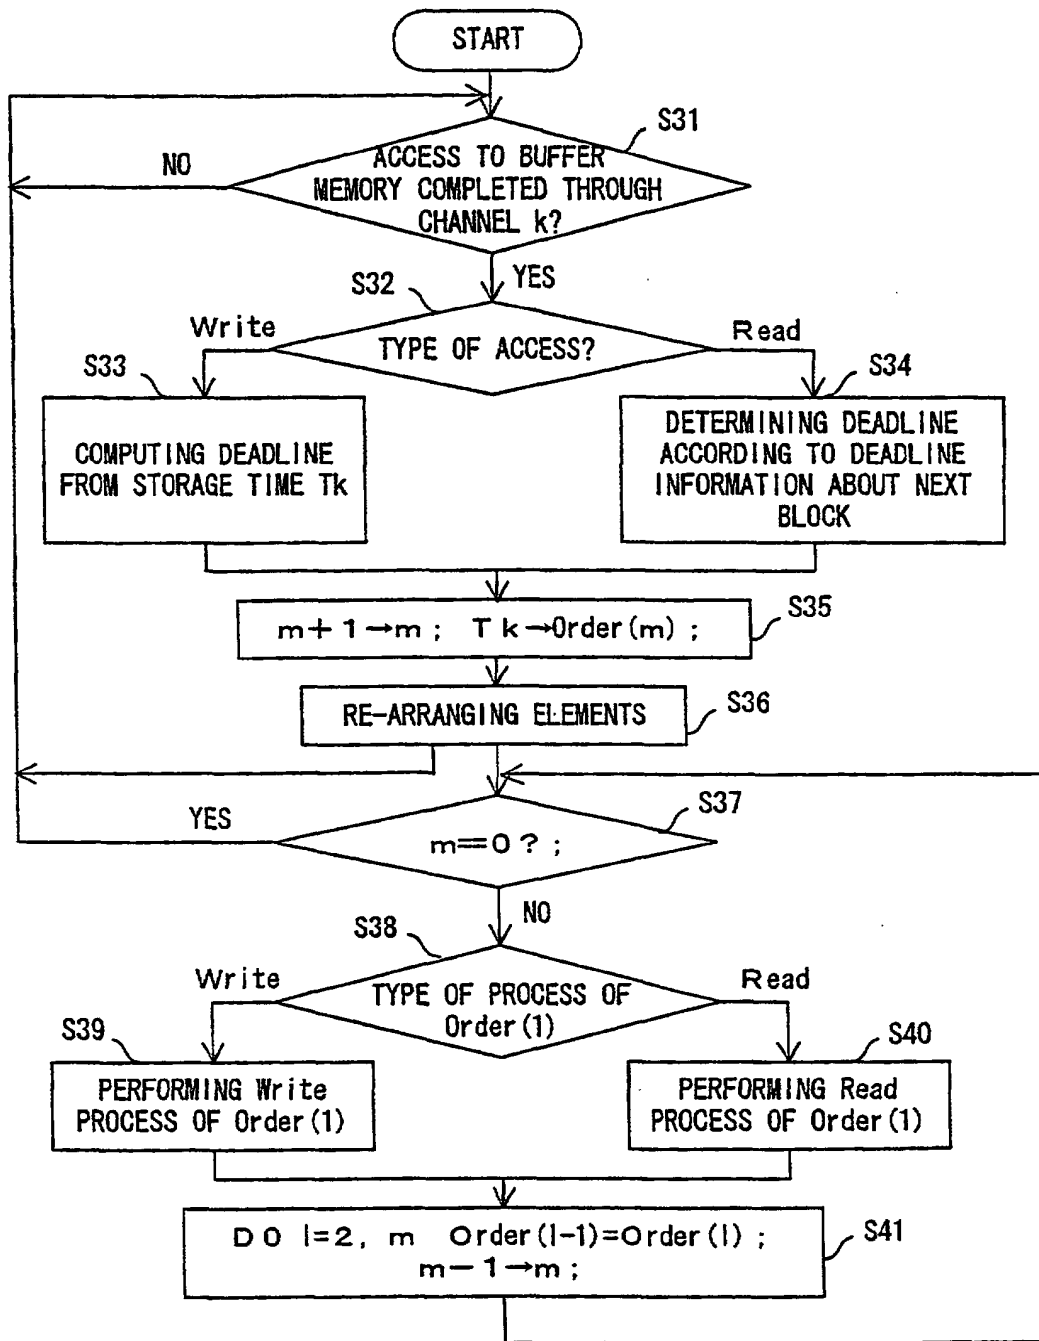 START
S31
NO
ACCESS TO BUFFER
MEMORY COMPLETED THROUGH
CHANNEL k?
YES
S32
Write
TYPE OF ACCESS?
Read
S33
S34
COMPUTING DEADLINE
FROM STORAGE TIME Tk
DETERMINING DEADLINE
ACCORDING TO DEADLINE
INFORMATION ABOUT NEXT
BLOCK
S35
m+1→m; Tk→Order(m);
S36
RE-ARRANGING ELEMENTS
S37
YES
m==0?;
NO
S38
Write
TYPE OF PROCESS OF
Order(1)
Read
S39
S40
PERFORMING Write
PROCESS OF Order(1)
PERFORMING Read
PROCESS OF Order(1)
S41
DO l=2, m Order(l-1)=Order(l);
m-1→m;